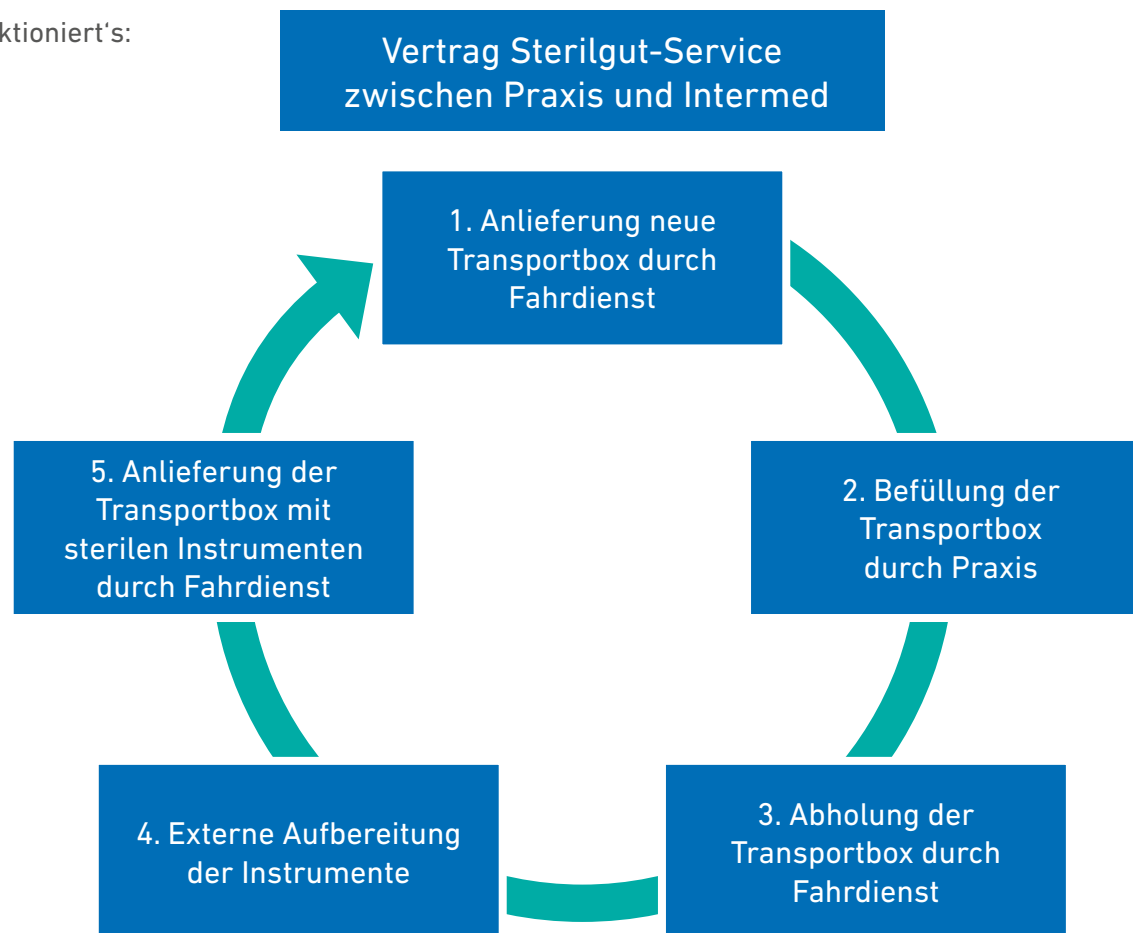 ktioniert‘s:
Vertrag Sterilgut-Service
zwischen Praxis und Intermed
1. Anlieferung neue
Transportbox durch
Fahrdienst
2. Befüllung der
Transportbox
durch Praxis
3. Abholung der
Transportbox durch
Fahrdienst
4. Externe Aufbereitung
der Instrumente
5. Anlieferung der
Transportbox mit
sterilen Instrumenten
durch Fahrdienst